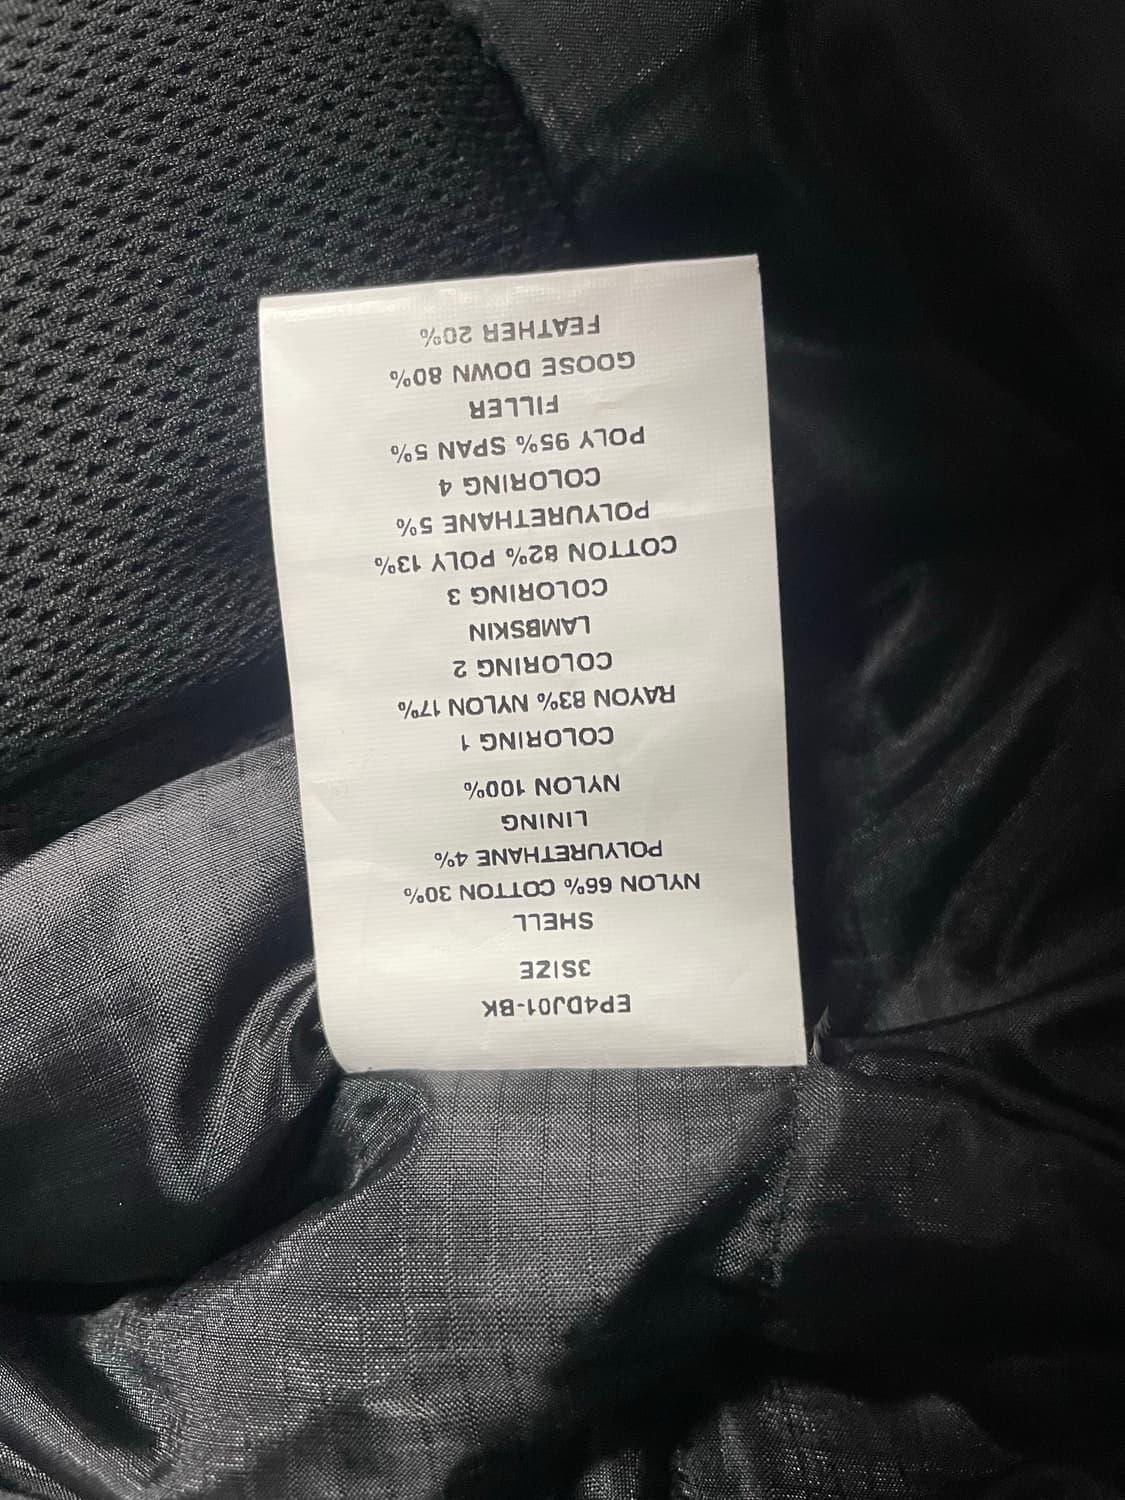 EP4DJ01-BK
3SIZE
SHELL
NYLON 66% COTTON 30%
POLYURETHANE 4%
LINING
NYLON 100%
COLORING 1
RAYON 83% NYLON 17%
COLORING 2
LAMBSKIN
COLORING 3
COTTON 82% POLY 13%
POLYURETHANE 5%
COLORING 4
POLY 95% SPAN 5%
FILLER
GOOSE DOWN 80%
FEATHER 20%